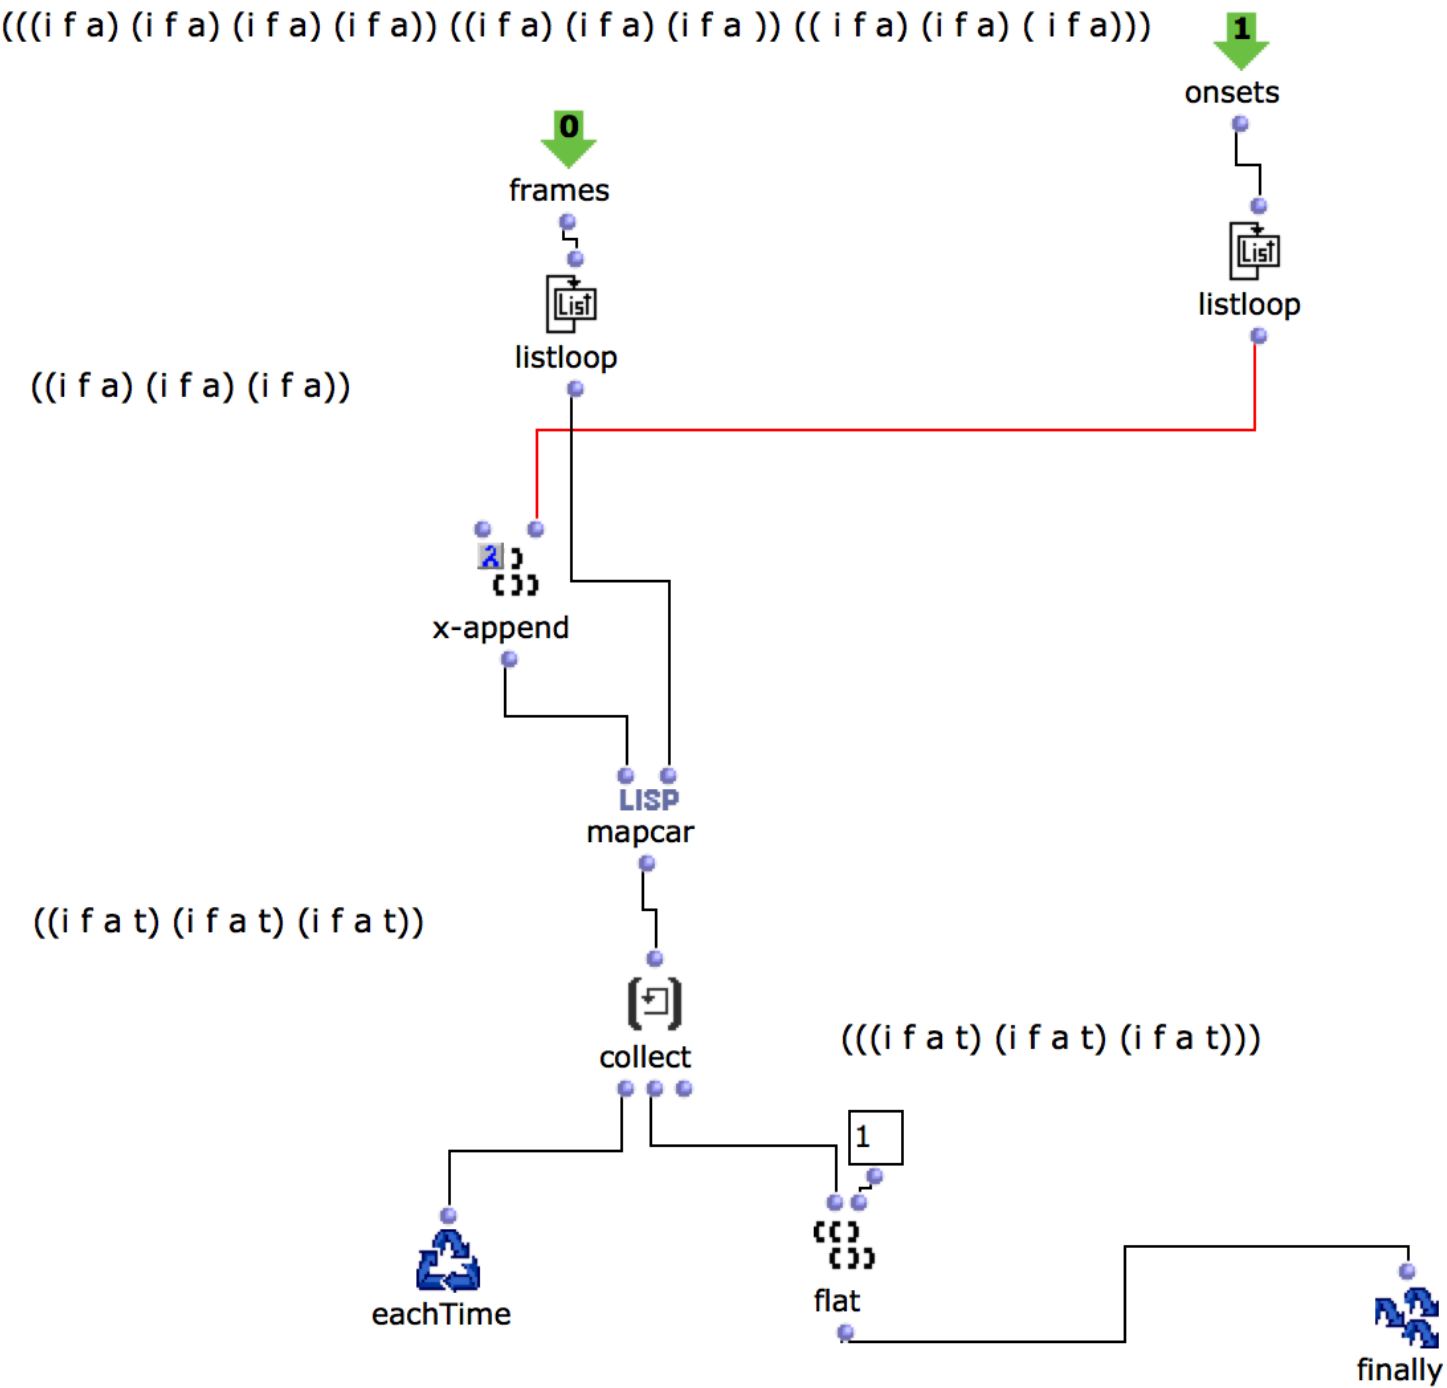 (((i f a) (i f a) (i f a) (i f a)) ((i f a) (i f a) (i f a )) (( i f a) (i f a) ( i f a)))
1
onsets
0
frames
List
listloop
List
listloop
((i f a) (i f a) (i f a))
λ )
( ) )
x-append
LISP
mapcar
((i f a t) (i f a t) (i f a t))
collect
(((i f a t) (i f a t) (i f a t)))
1
( ( )
( ) )
flat
eachTime
finally